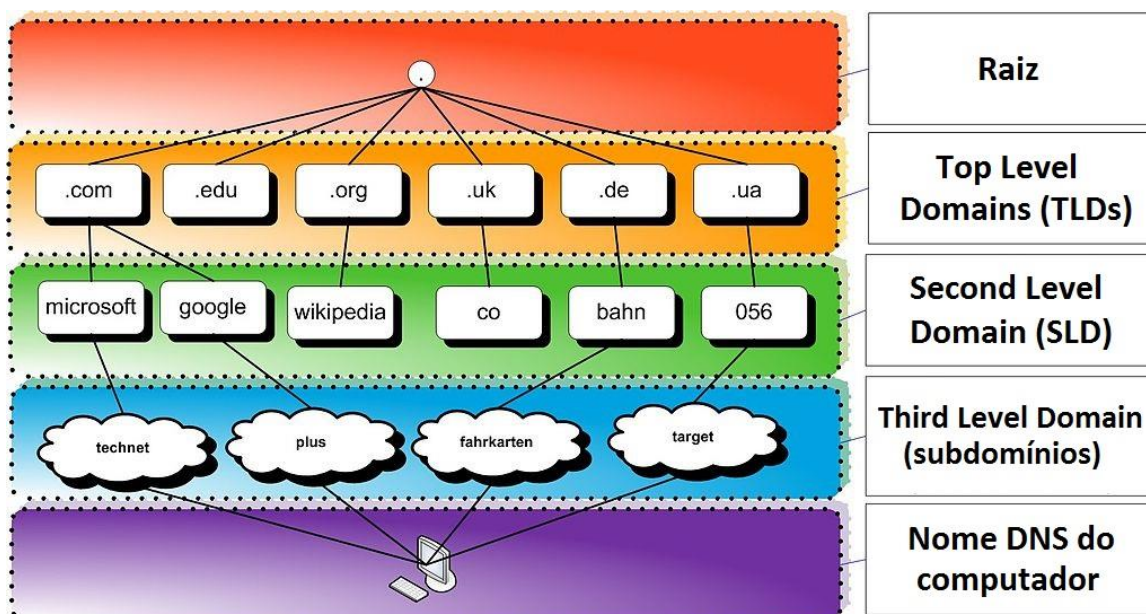 .
Raiz
.com .edu .org .uk .de .ua
Top Level
Domains (TLDs)
microsoft google wikipedia co bahn 056
Second Level
Domain (SLD)
technet plus fahrkarten target
Third Level Domain
(subdomínios)
Nome DNS do
computador